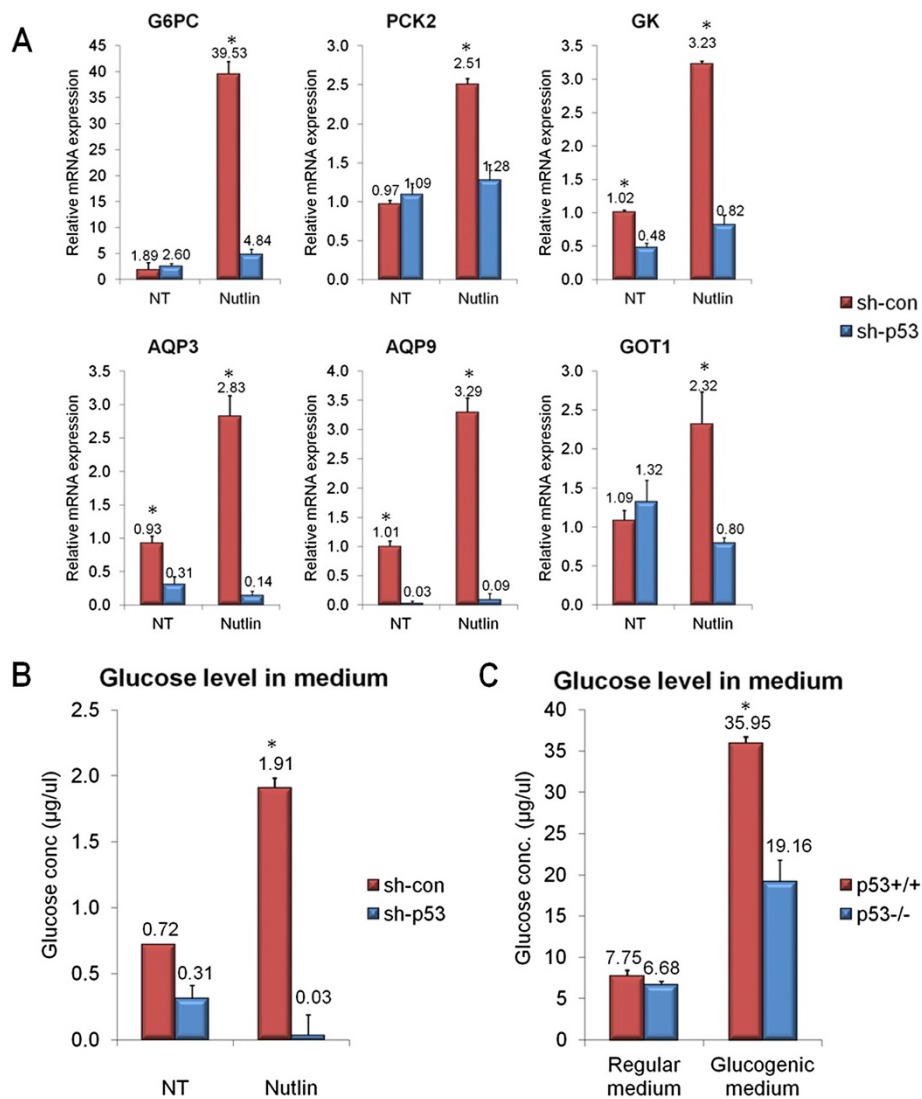 A
G6PC
Relative mRNA expression
45
40
35
30
25
20
15
10
5
0
1.89
2.60
*
39.53
4.84
NT
Nutlin
PCK2
Relative mRNA expression
3.0
2.5
2.0
1.5
1.0
0.5
0.0
0.97
1.09
*
2.51
1.28
NT
Nutlin
GK
Relative mRNA expression
3.5
3.0
2.5
2.0
1.5
1.0
0.5
0.0
*
1.02
0.48
*
3.23
0.82
NT
Nutlin
sh-con
sh-p53
AQP3
Relative mRNA expression
3.5
3.0
2.5
2.0
1.5
1.0
0.5
0.0
*
0.93
0.31
*
2.83
0.14
NT
Nutlin
AQP9
Relative mRNA expression
4.0
3.5
3.0
2.5
2.0
1.5
1.0
0.5
0.0
*
1.01
0.03
*
3.29
0.09
NT
Nutlin
GOT1
Relative mRNA expression
3.0
2.5
2.0
1.5
1.0
0.5
0.0
1.09
1.32
*
2.32
0.80
NT
Nutlin
B
Glucose level in medium
Glucose conc (µg/ul)
2.5
2.0
1.5
1.0
0.5
0.0
0.72
0.31
*
1.91
0.03
NT
Nutlin
sh-con
sh-p53
C
Glucose level in medium
Glucose conc. (µg/ul)
40
35
30
25
20
15
10
5
0
7.75
6.68
*
35.95
19.16
Regular
medium
Glucogenic
medium
p53+/+
p53-/-